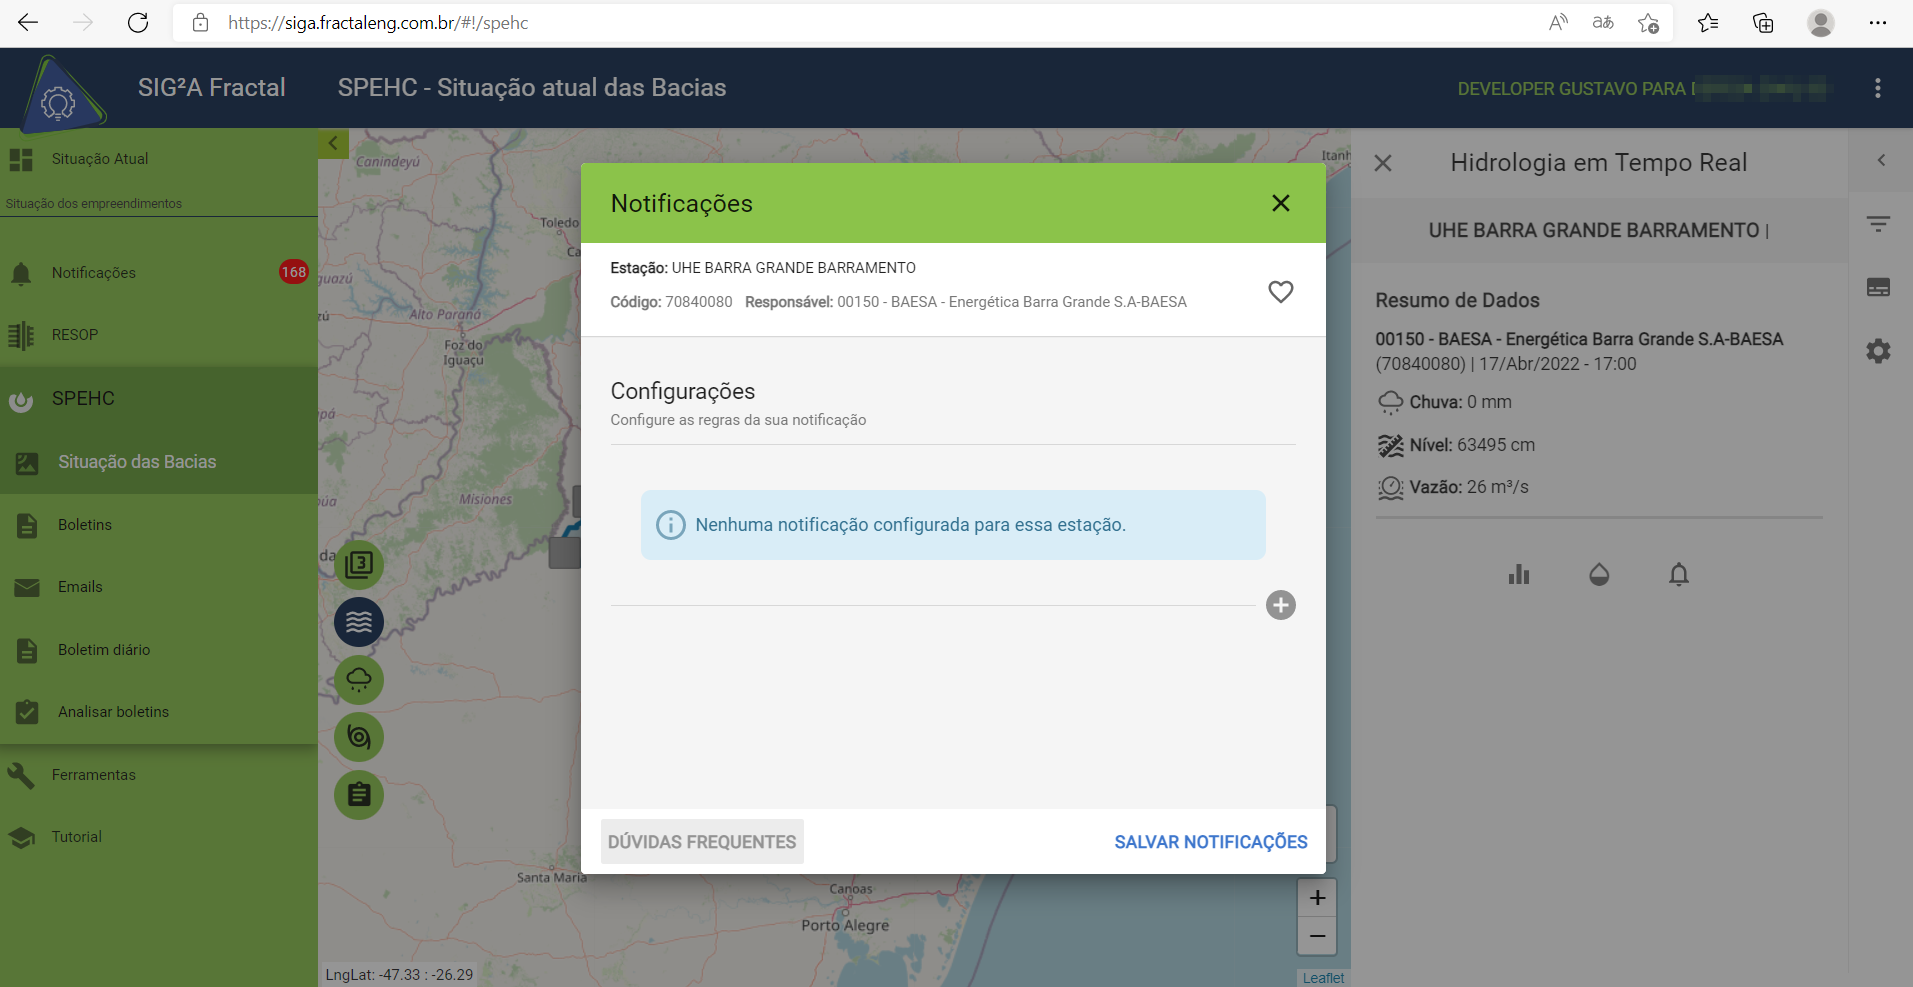 https://siga.fractaleng.com.br/#!/spehc
SIG²A Fractal
SPEHC - Situação atual das Bacias
DEVELOPER GUSTAVO PARA
Situação Atual
Situação dos empreendimentos
Notificações
168
RESOP
SPEHC
Situação das Bacias
Boletins
Emails
Boletim diário
Analisar boletins
Ferramentas
Tutorial
Canindeyú
Toledo
Alto Paraná
Foz do
Iguaçu
Misiones
Santa Maria
Canoas
Porto Alegre
Itanh
LngLat: -47.33 : -26.29
3
+
−
Leaflet
Notificações
Estação: UHE BARRA GRANDE BARRAMENTO
Código: 70840080 Responsável: 00150 - BAESA - Energética Barra Grande S.A-BAESA
Configurações
Configure as regras da sua notificação
Nenhuma notificação configurada para essa estação.
DÚVIDAS FREQUENTES
SALVAR NOTIFICAÇÕES
Hidrologia em Tempo Real
UHE BARRA GRANDE BARRAMENTO |
Resumo de Dados
00150 - BAESA - Energética Barra Grande S.A-BAESA
(70840080) | 17/Abr/2022 - 17:00
Chuva: 0 mm
Nível: 63495 cm
Vazão: 26 m³/s